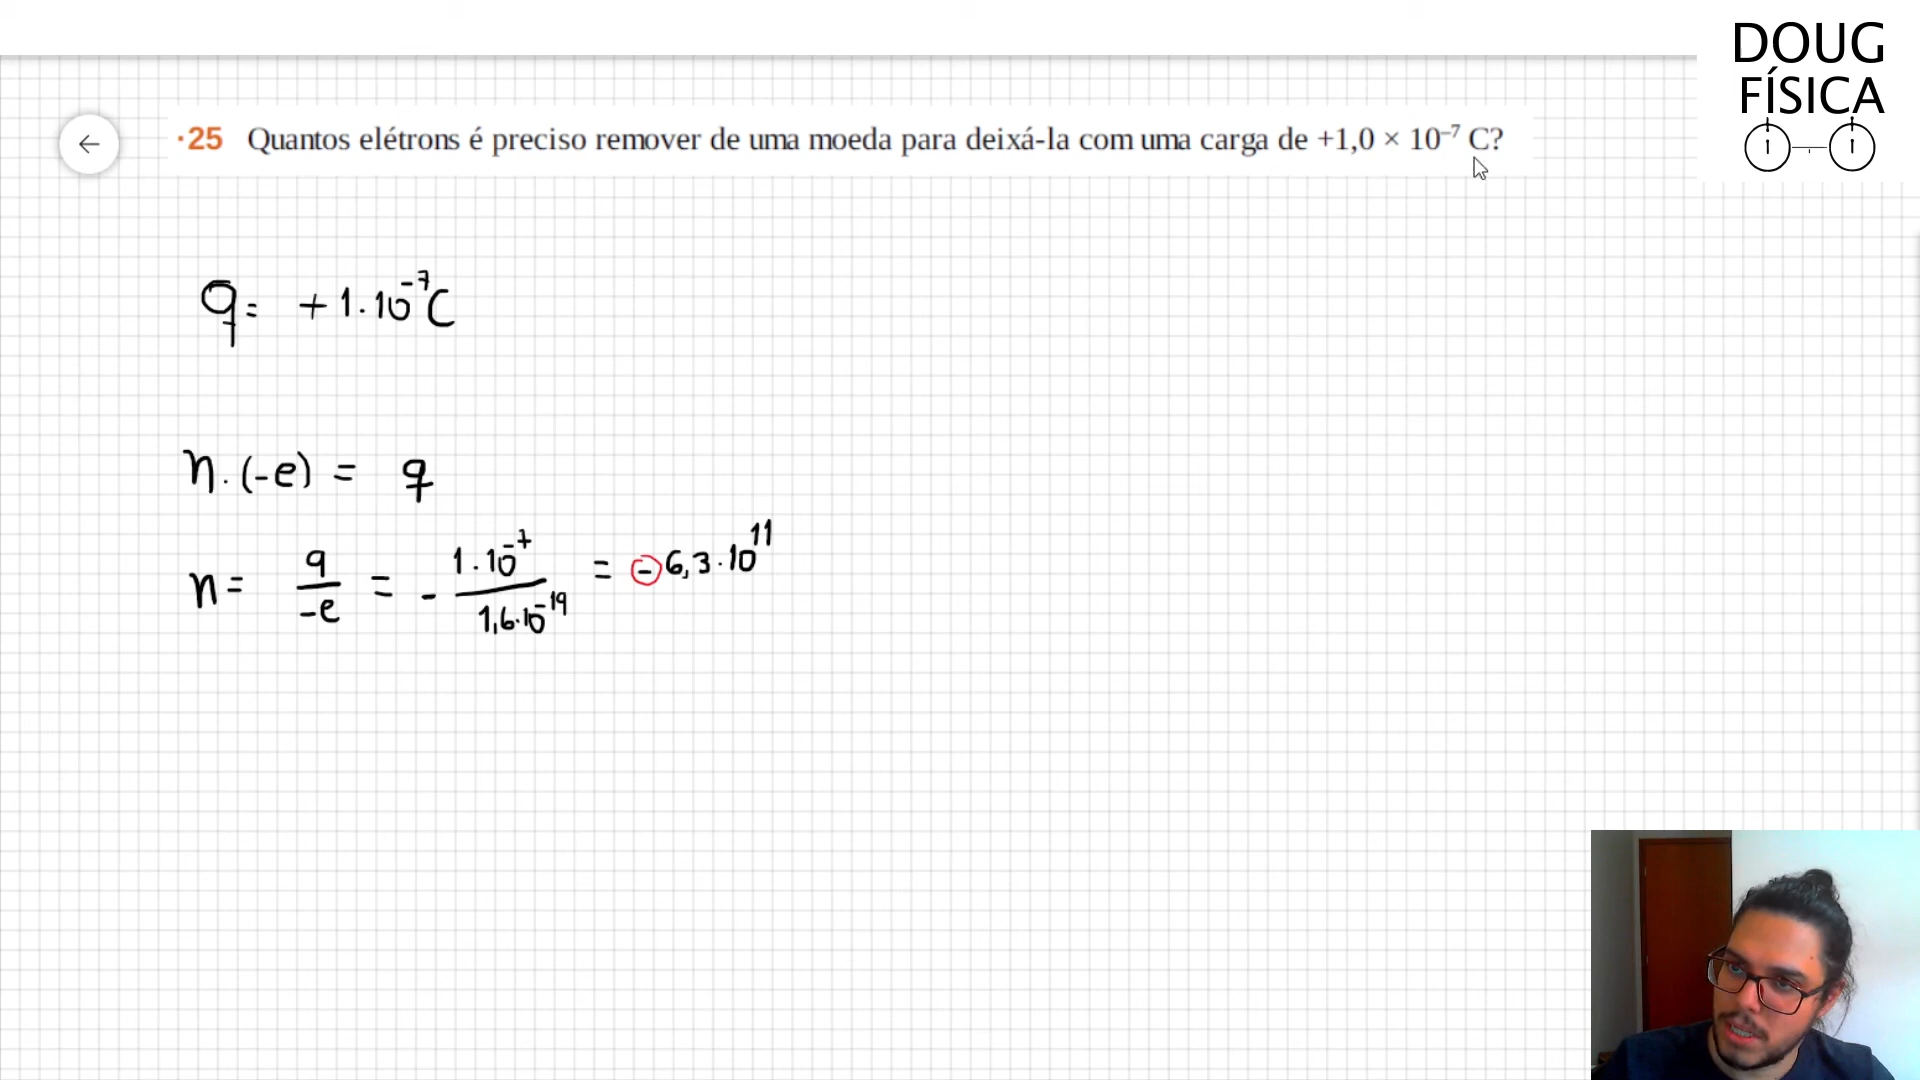 DOUG
FÍSICA
·25 Quantos elétrons é preciso remover de uma moeda para deixá-la com uma carga de +1,0 × 10⁻⁷ C?
q = +1.10⁻⁷C
n.(-e) = q
n = q/-e = - 1.10⁻⁷/1,6.10⁻¹⁹ = -6,3.10¹¹